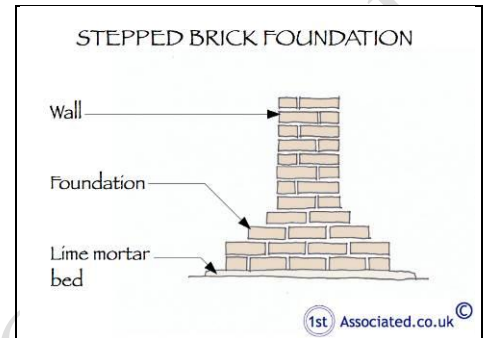 STEPPED BRICK FOUNDATION
Wall
Foundation
Lime mortar
bed
1st Associated.co.uk©